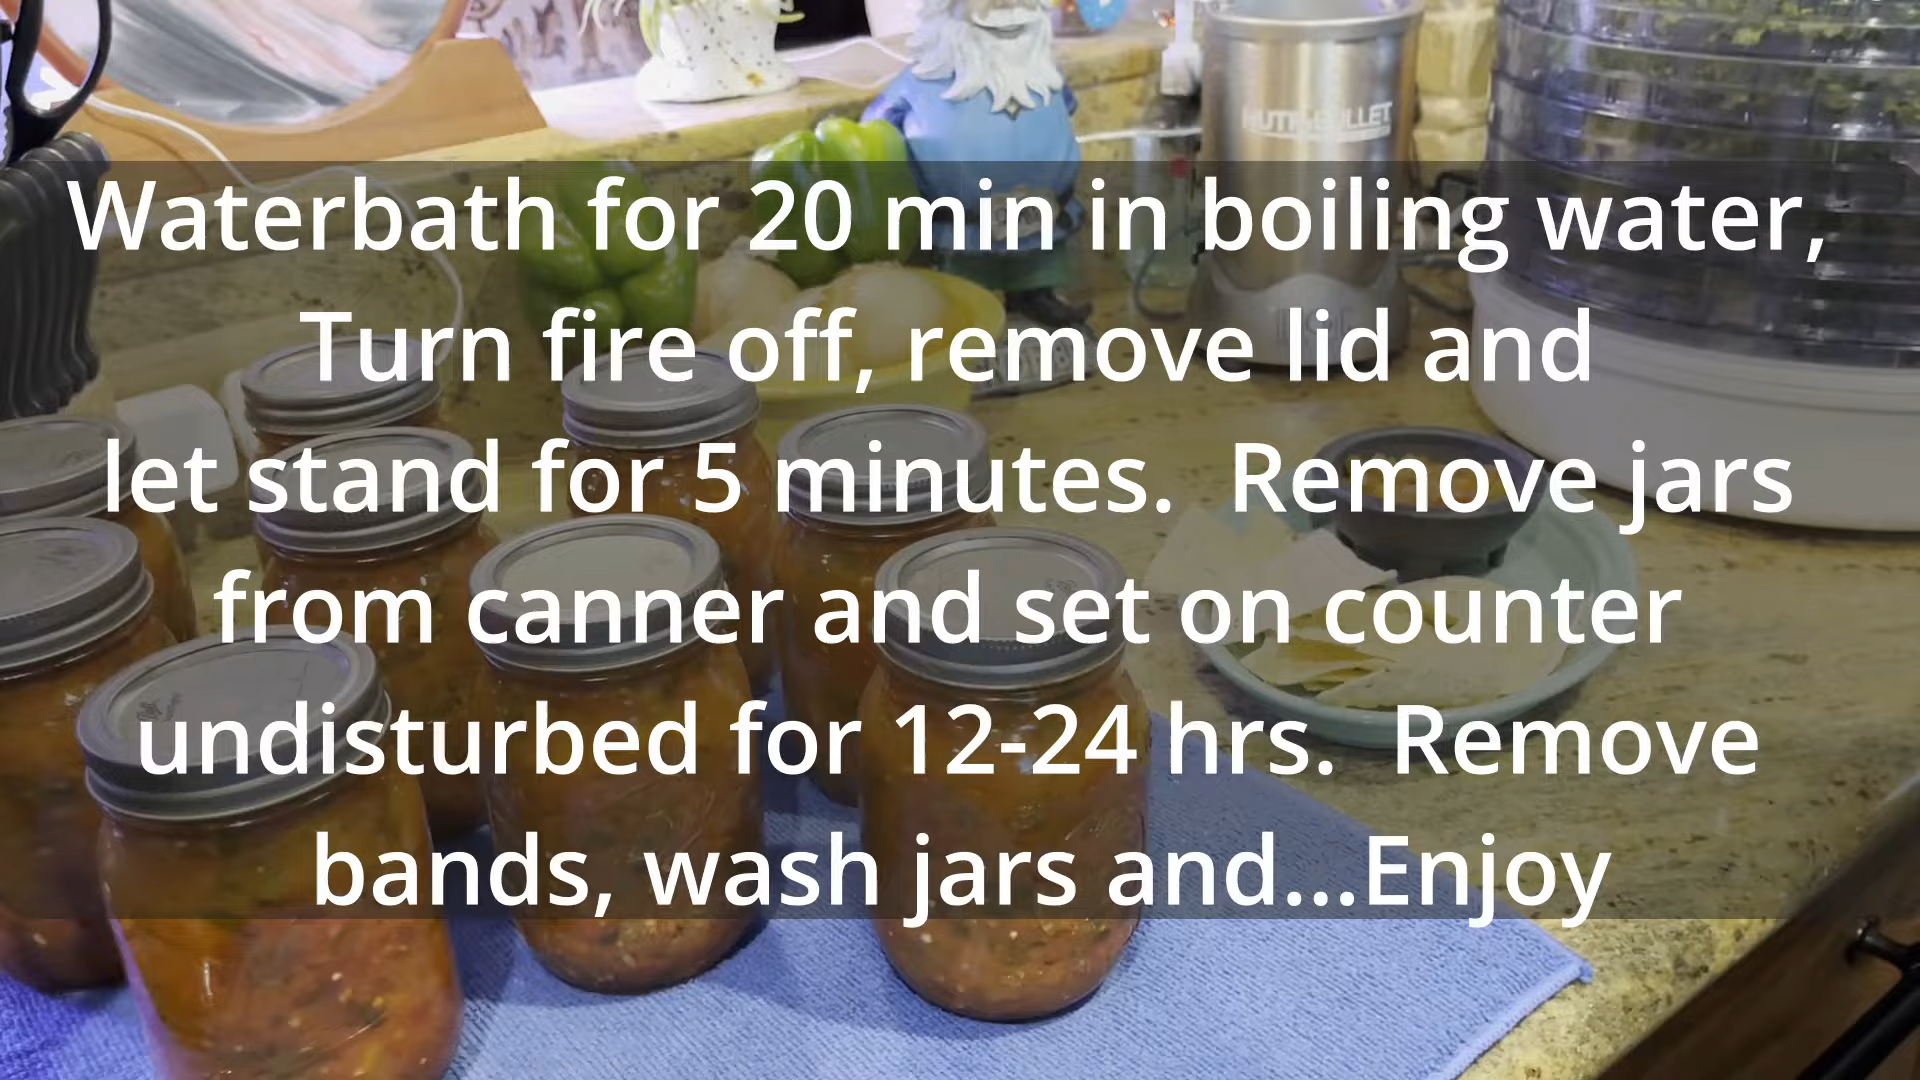 Waterbath for 20 min in boiling water,
Turn fire off, remove lid and
let stand for 5 minutes.  Remove jars
from canner and set on counter
undisturbed for 12-24 hrs.  Remove
bands, wash jars and...Enjoy